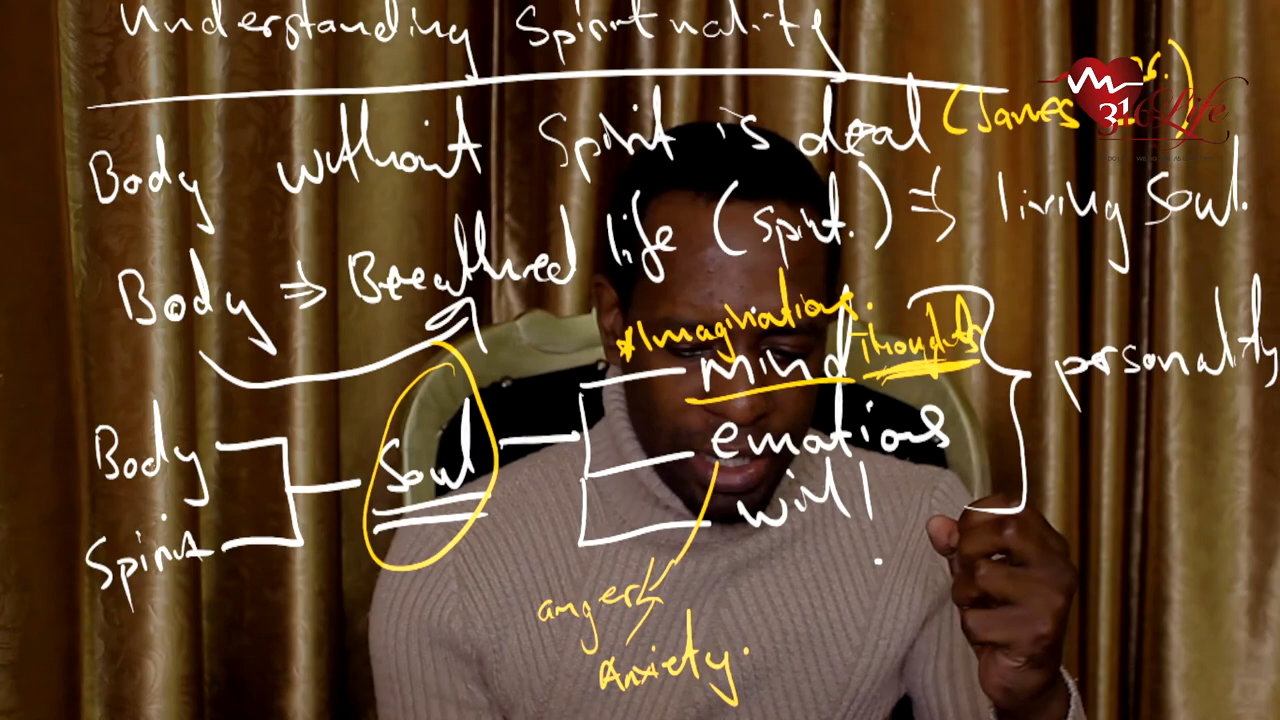 Understanding Spirituality
Body without Spirit is dead (James
31 Life
Body ⇒ Breathed life (Spirit.) ⇒ living Soul.
*Imaginations.
mind Thoughts
personality
Body
Soul
emotions
Spirit
will
anger
Anxiety.